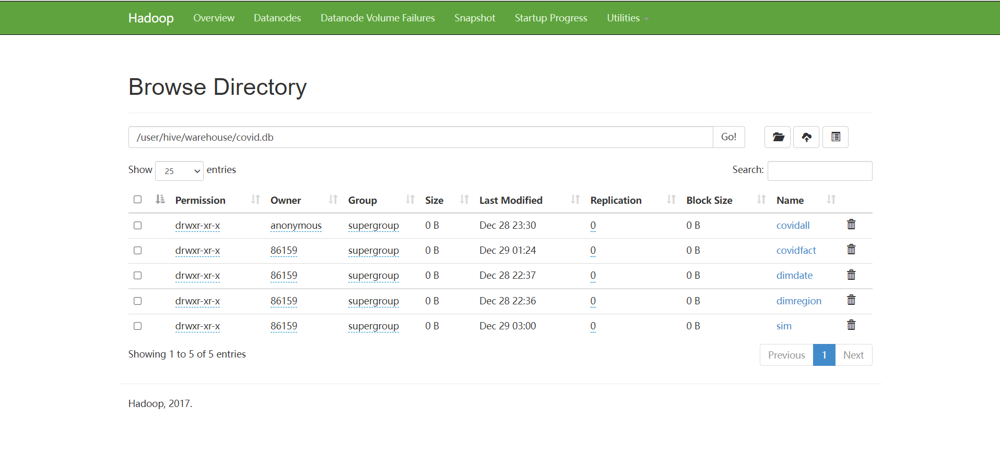 Hadoop Overview Datanodes Datanode Volume Failures Snapshot Startup Progress Utilities
Browse Directory
/user/hive/warehouse/covid.db Go!
Show 25 entries Search:
Permission Owner Group Size Last Modified Replication Block Size Name
drwxr-xr-x anonymous supergroup 0 B Dec 28 23:30 0 0 B covidall
drwxr-xr-x 86159 supergroup 0 B Dec 29 01:24 0 0 B covidfact
drwxr-xr-x 86159 supergroup 0 B Dec 28 22:37 0 0 B dimdate
drwxr-xr-x 86159 supergroup 0 B Dec 28 22:36 0 0 B dimregion
drwxr-xr-x 86159 supergroup 0 B Dec 29 03:00 0 0 B sim
Showing 1 to 5 of 5 entries Previous 1 Next
Hadoop, 2017.